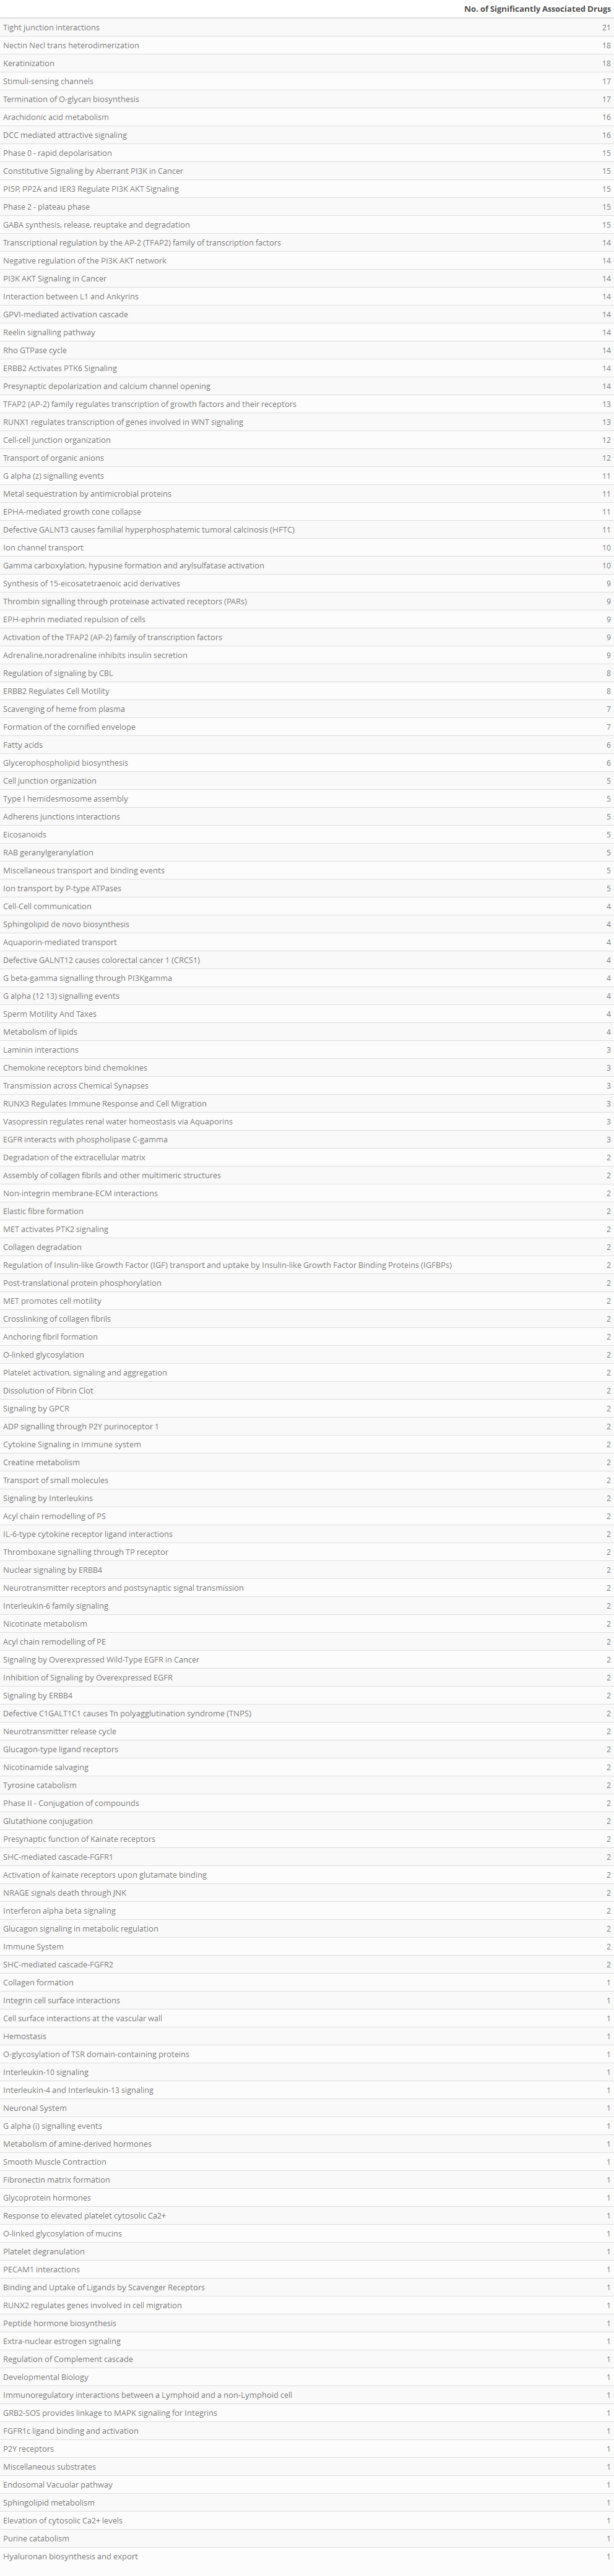 No. of Significantly Associated Drugs
Tight junction interactions 21
Nectin Necl trans heterodimerization 18
Keratinization 18
Stimuli-sensing channels 17
Termination of O-glycan biosynthesis 17
Arachidonic acid metabolism 16
DCC mediated attractive signaling 16
Phase 0 - rapid depolarisation 15
Constitutive Signaling by Aberrant PI3K in Cancer 15
PI5P, PP2A and IER3 Regulate PI3K AKT Signaling 15
Phase 2 - plateau phase 15
GABA synthesis, release, reuptake and degradation 15
Transcriptional regulation by the AP-2 (TFAP2) family of transcription factors 14
Negative regulation of the PI3K AKT network 14
PI3K AKT Signaling in Cancer 14
Interaction between L1 and Ankyrins 14
GPVI-mediated activation cascade 14
Reelin signalling pathway 14
Rho GTPase cycle 14
ERBB2 Activates PTK6 Signaling 14
Presynaptic depolarization and calcium channel opening 14
TFAP2 (AP-2) family regulates transcription of growth factors and their receptors 13
RUNX1 regulates transcription of genes involved in WNT signaling 13
Cell-cell junction organization 12
Transport of organic anions 12
G alpha (z) signalling events 11
Metal sequestration by antimicrobial proteins 11
EPHA-mediated growth cone collapse 11
Defective GALNT3 causes familial hyperphosphatemic tumoral calcinosis (HFTC) 11
Ion channel transport 10
Gamma carboxylation, hypusine formation and arylsulfatase activation 10
Synthesis of 15-eicosatetraenoic acid derivatives 9
Thrombin signalling through proteinase activated receptors (PARs) 9
EPH-ephrin mediated repulsion of cells 9
Activation of the TFAP2 (AP-2) family of transcription factors 9
Adrenaline,noradrenaline inhibits insulin secretion 9
Regulation of signaling by CBL 8
ERBB2 Regulates Cell Motility 8
Scavenging of heme from plasma 7
Formation of the cornified envelope 7
Fatty acids 6
Glycerophospholipid biosynthesis 6
Cell junction organization 5
Type I hemidesmosome assembly 5
Adherens junctions interactions 5
Eicosanoids 5
RAB geranylgeranylation 5
Miscellaneous transport and binding events 5
Ion transport by P-type ATPases 5
Cell-Cell communication 4
Sphingolipid de novo biosynthesis 4
Aquaporin-mediated transport 4
Defective GALNT12 causes colorectal cancer 1 (CRCS1) 4
G beta-gamma signalling through PI3Kgamma 4
G alpha (12 13) signalling events 4
Sperm Motility And Taxes 4
Metabolism of lipids 4
Laminin interactions 3
Chemokine receptors bind chemokines 3
Transmission across Chemical Synapses 3
RUNX3 Regulates Immune Response and Cell Migration 3
Vasopressin regulates renal water homeostasis via Aquaporins 3
EGFR interacts with phospholipase C-gamma 3
Degradation of the extracellular matrix 2
Assembly of collagen fibrils and other multimeric structures 2
Non-integrin membrane-ECM interactions 2
Elastic fibre formation 2
MET activates PTK2 signaling 2
Collagen degradation 2
Regulation of Insulin-like Growth Factor (IGF) transport and uptake by Insulin-like Growth Factor Binding Proteins (IGFBPs) 2
Post-translational protein phosphorylation 2
MET promotes cell motility 2
Crosslinking of collagen fibrils 2
Anchoring fibril formation 2
O-linked glycosylation 2
Platelet activation, signaling and aggregation 2
Dissolution of Fibrin Clot 2
Signaling by GPCR 2
ADP signalling through P2Y purinoceptor 1 2
Cytokine Signaling in Immune system 2
Creatine metabolism 2
Transport of small molecules 2
Signaling by Interleukins 2
Acyl chain remodelling of PS 2
IL-6-type cytokine receptor ligand interactions 2
Thromboxane signalling through TP receptor 2
Nuclear signaling by ERBB4 2
Neurotransmitter receptors and postsynaptic signal transmission 2
Interleukin-6 family signaling 2
Nicotinate metabolism 2
Acyl chain remodelling of PE 2
Signaling by Overexpressed Wild-Type EGFR in Cancer 2
Inhibition of Signaling by Overexpressed EGFR 2
Signaling by ERBB4 2
Defective C1GALT1C1 causes Tn polyagglutination syndrome (TNPS) 2
Neurotransmitter release cycle 2
Glucagon-type ligand receptors 2
Nicotinamide salvaging 2
Tyrosine catabolism 2
Phase II - Conjugation of compounds 2
Glutathione conjugation 2
Presynaptic function of Kainate receptors 2
SHC-mediated cascade-FGFR1 2
Activation of kainate receptors upon glutamate binding 2
NRAGE signals death through JNK 2
Interferon alpha beta signaling 2
Glucagon signaling in metabolic regulation 2
Immune System 2
SHC-mediated cascade-FGFR2 2
Collagen formation 1
Integrin cell surface interactions 1
Cell surface interactions at the vascular wall 1
Hemostasis 1
O-glycosylation of TSR domain-containing proteins 1
Interleukin-10 signaling 1
Interleukin-4 and Interleukin-13 signaling 1
Neuronal System 1
G alpha (i) signalling events 1
Metabolism of amine-derived hormones 1
Smooth Muscle Contraction 1
Fibronectin matrix formation 1
Glycoprotein hormones 1
Response to elevated platelet cytosolic Ca2+ 1
O-linked glycosylation of mucins 1
Platelet degranulation 1
PECAM1 interactions 1
Binding and Uptake of Ligands by Scavenger Receptors 1
RUNX2 regulates genes involved in cell migration 1
Peptide hormone biosynthesis 1
Extra-nuclear estrogen signaling 1
Regulation of Complement cascade 1
Developmental Biology 1
Immunoregulatory interactions between a Lymphoid and a non-Lymphoid cell 1
GRB2-SOS provides linkage to MAPK signaling for Integrins 1
FGFR1c ligand binding and activation 1
P2Y receptors 1
Miscellaneous substrates 1
Endosomal Vacuolar pathway 1
Sphingolipid metabolism 1
Elevation of cytosolic Ca2+ levels 1
Purine catabolism 1
Hyaluronan biosynthesis and export 1